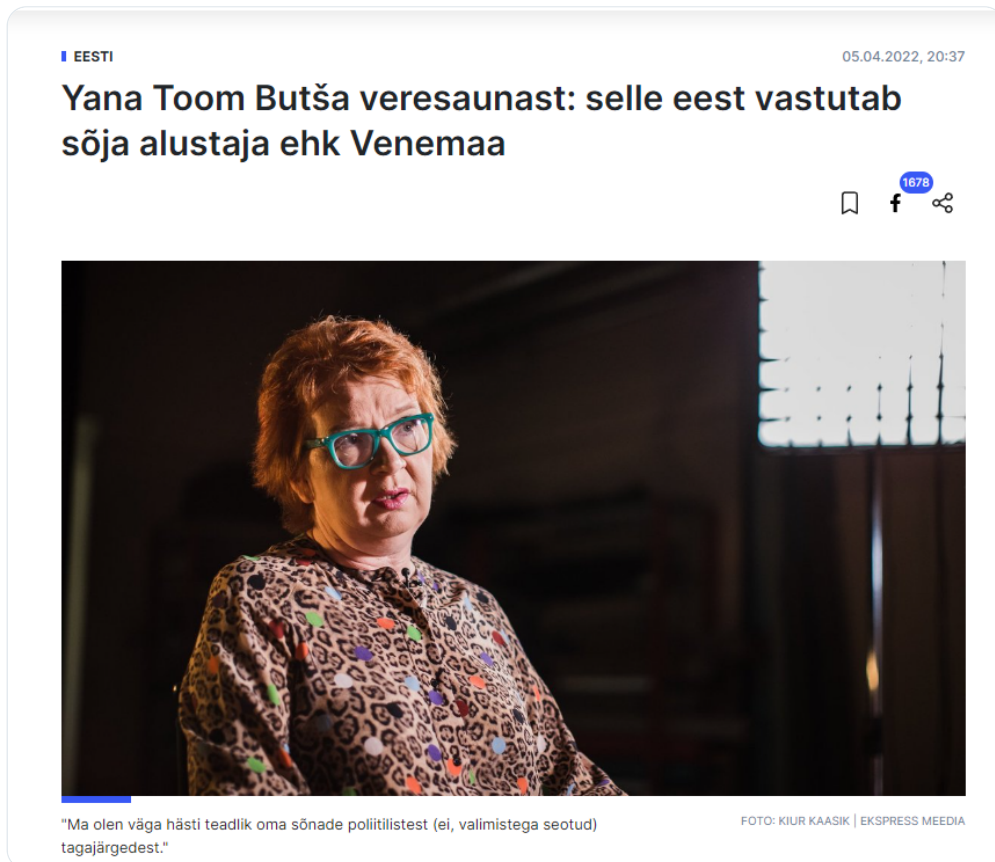 EESTI
05.04.2022, 20:37
Yana Toom Butša veresaunast: selle eest vastutab
sõja alustaja ehk Venemaa
1678
"Ma olen väga hästi teadlik oma sõnade poliitilistest (ei, valimistega seotud)
tagajärgedest."
FOTO: KIUR KAASIK | EKSPRESS MEEDIA